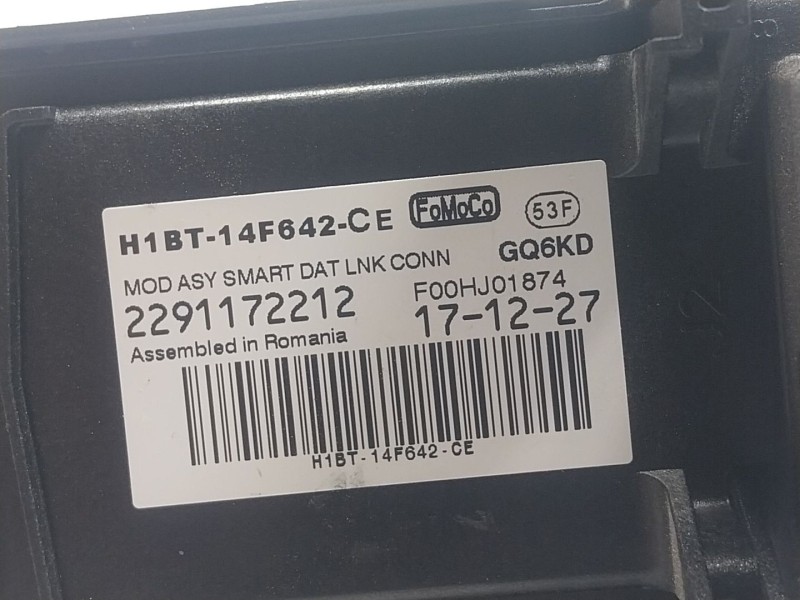 H1BT-14F642-CE FoMoCo 53F
MOD ASY SMART DAT LNK CONN GQ6KD
2291172212 F00HJ01874
Assembled in Romania 17-12-27
H1BT-14F642-CE